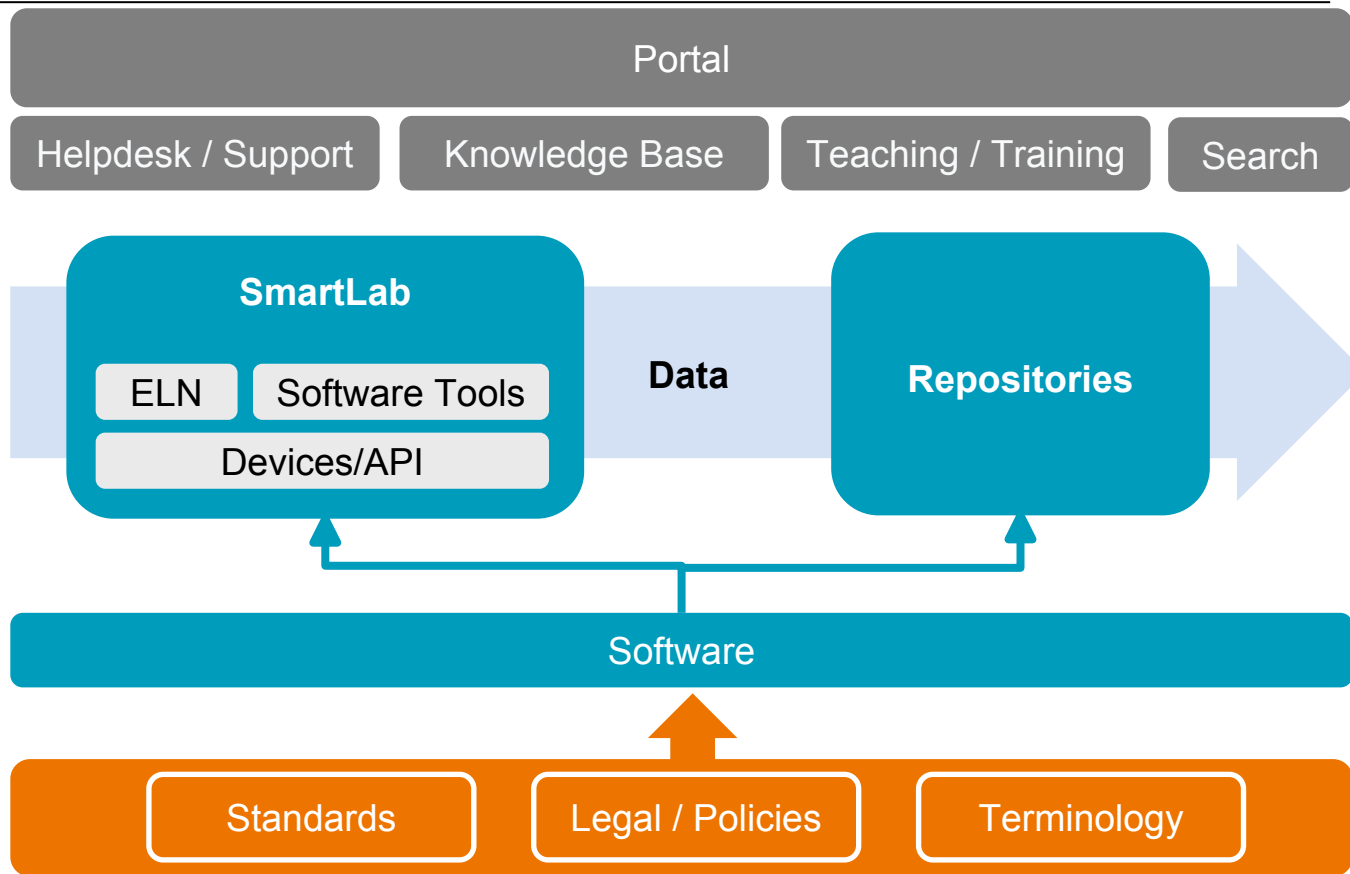 Portal
Helpdesk / Support
Knowledge Base
Teaching / Training
Search
SmartLab
ELN
Software Tools
Devices/API
Data
Repositories
Software
Standards
Legal / Policies
Terminology